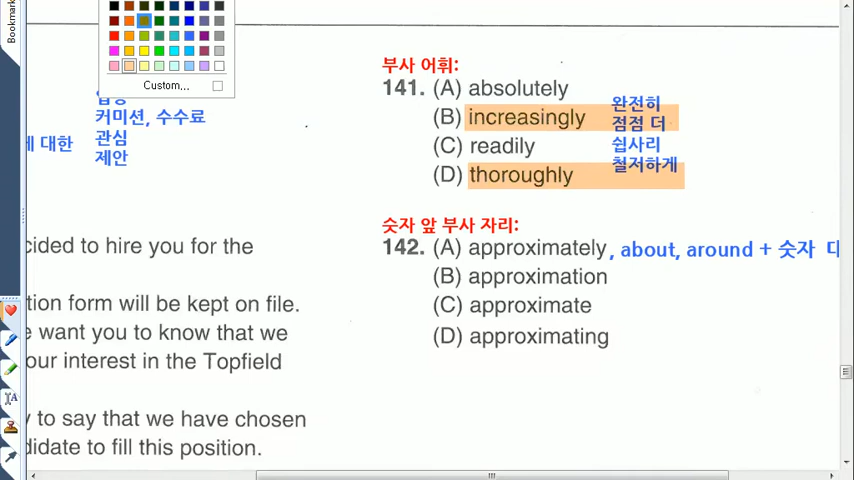 Bookmark
Custom...
커미션, 수수료
관심
에 대한
제안
cided to hire you for the
tion form will be kept on file.
e want you to know that we
our interest in the Topfield
y to say that we have chosen
didate to fill this position.
부사 어휘:
141. (A) absolutely
완전히
(B) increasingly
점점 더
(C) readily
쉽사리
(D) thoroughly
철저하게
숫자 앞 부사 자리:
142. (A) approximately, about, around + 숫자
(B) approximation
(C) approximate
(D) approximating